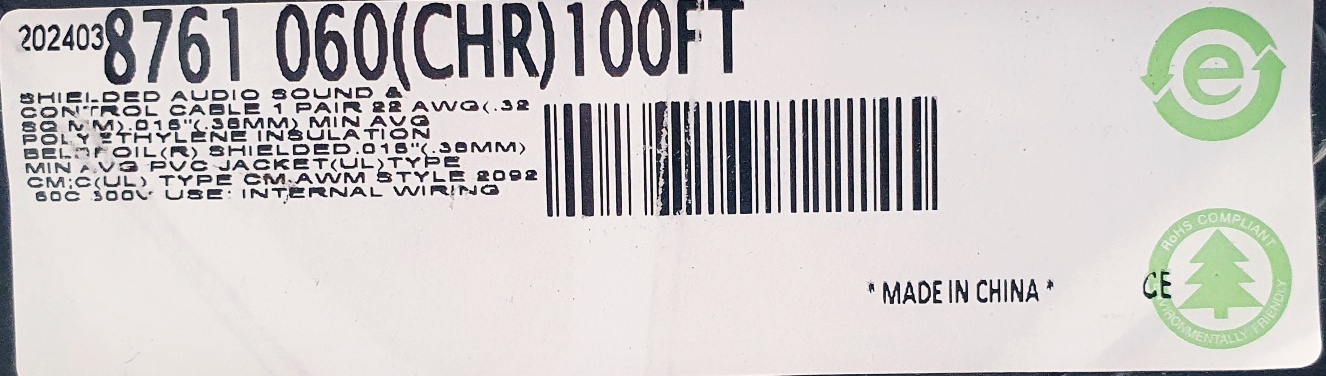 202403 8761 060(CHR)100FT
SHIELDED AUDIO SOUND &
CONTROL CABLE 1 PAIR 22 AWG(.32
SQ MM).016"(.38MM) MIN AVG
POLYETHYLENE INSULATION
BELDFOIL(R) SHIELDED.016"(.38MM)
MIN AVG PVC JACKET(UL)TYPE
CM;C(UL) TYPE CM.AWM STYLE 2092
60C 300V USE: INTERNAL WIRING
* MADE IN CHINA *
e
RoHS COMPLIANT
CE
ENVIRONMENTALLY FRIENDLY